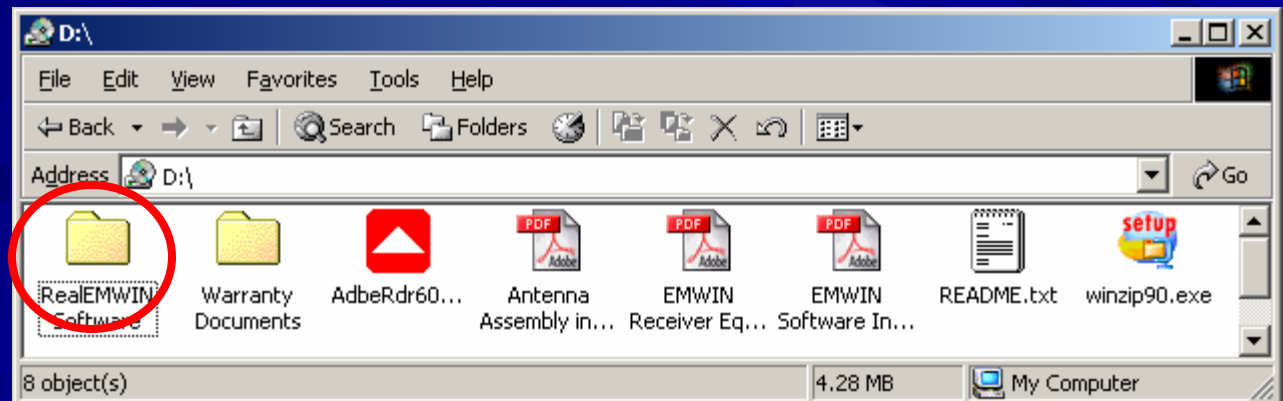 D:\
File Edit View Favorites Tools Help
Back Search Folders
Address D:\ Go
PDF PDF PDF setup
Adobe Adobe Adobe
RealEMWIN Warranty AdbeRdr60... Antenna EMWIN EMWIN README.txt winzip90.exe
Software Documents Assembly in... Receiver Eq... Software In...
8 object(s) 4.28 MB My Computer